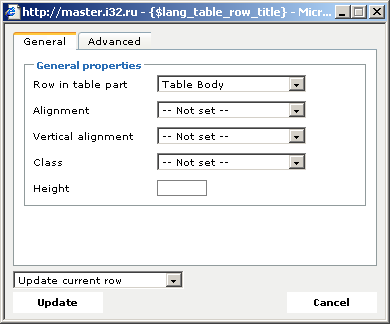 http://master.i32.ru - {$lang_table_row_title} - Micr...
General Advanced
General properties
Row in table part Table Body
Alignment -- Not set --
Vertical alignment -- Not set --
Class -- Not set --
Height
Update current row
Update Cancel